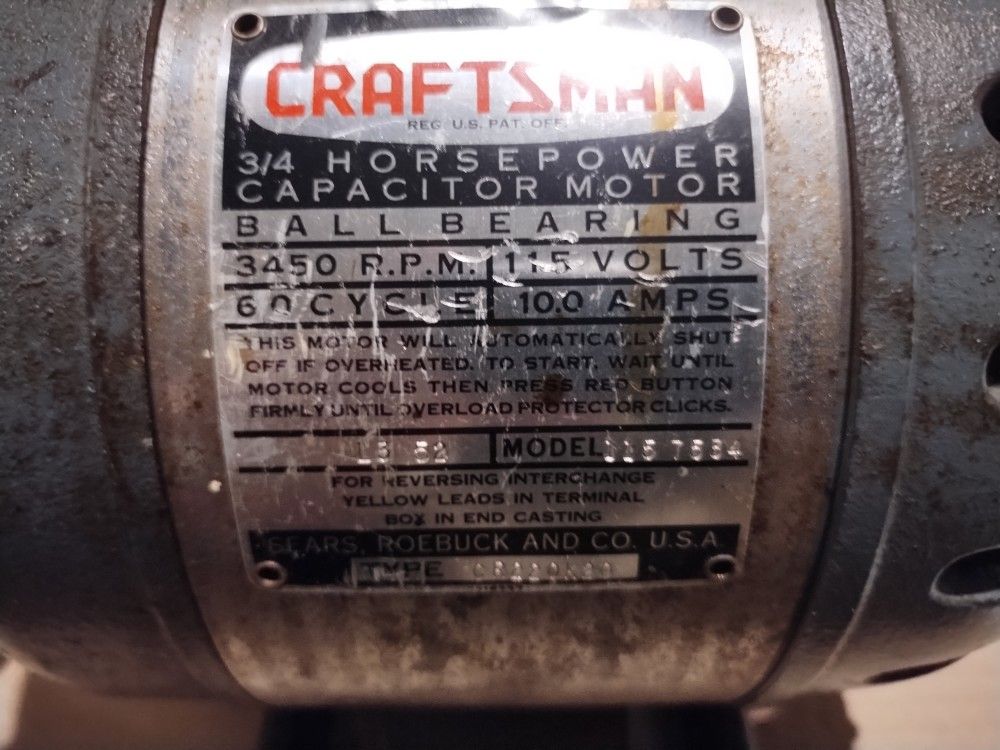 CRAFTSMAN
REG. U.S. PAT. OFF.
3/4 HORSEPOWER
CAPACITOR MOTOR
BALL BEARING
3450 R.P.M. 115 VOLTS
60 CYCLE 10.0 AMPS
THIS MOTOR WILL AUTOMATICALLY SHUT
OFF IF OVERHEATED. TO START, WAIT UNTIL
MOTOR COOLS THEN PRESS RED BUTTON
FIRMLY UNTIL OVERLOAD PROTECTOR CLICKS.
MODEL
FOR REVERSING INTERCHANGE
YELLOW LEADS IN TERMINAL
BOX IN END CASTING
SEARS, ROEBUCK AND CO. U.S.A.
TYPE